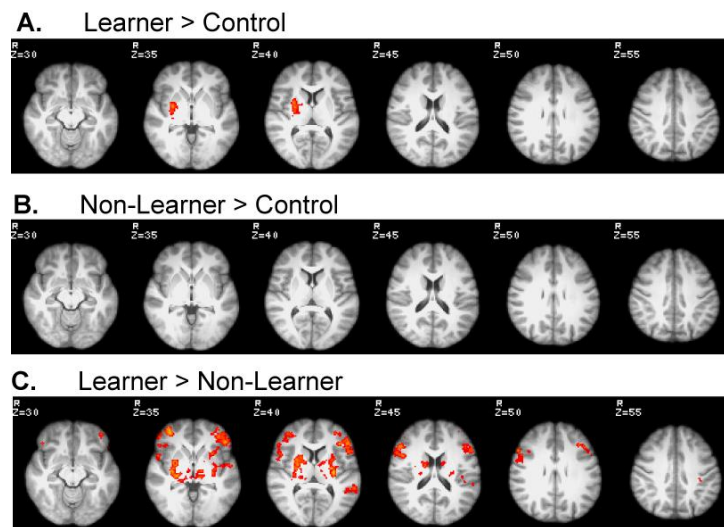 A. Learner > Control
R Z=30 R Z=35 R Z=40 R Z=45 R Z=50 R Z=55
B. Non-Learner > Control
R Z=30 R Z=35 R Z=40 R Z=45 R Z=50 R Z=55
C. Learner > Non-Learner
R Z=30 R Z=35 R Z=40 R Z=45 R Z=50 R Z=55